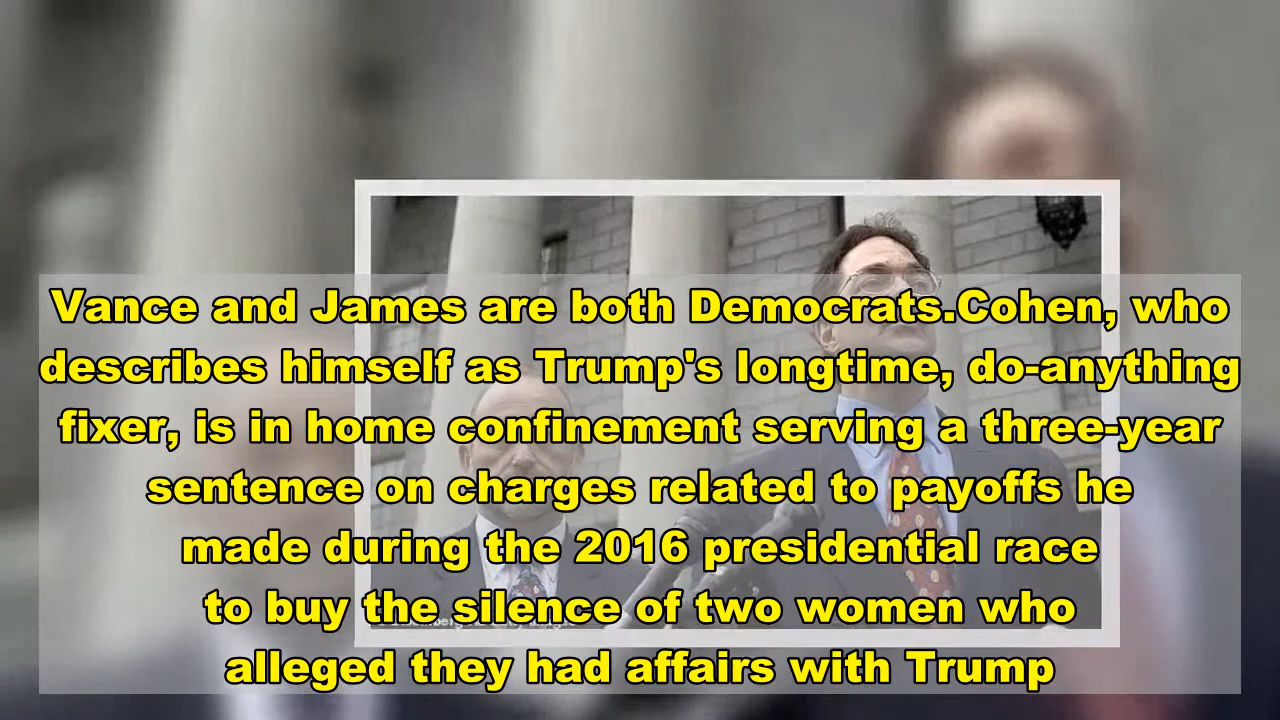 Vance and James are both Democrats.Cohen, who
describes himself as Trump's longtime, do-anything
fixer, is in home confinement serving a three-year
sentence on charges related to payoffs he
made during the 2016 presidential race
to buy the silence of two women who
alleged they had affairs with Trump